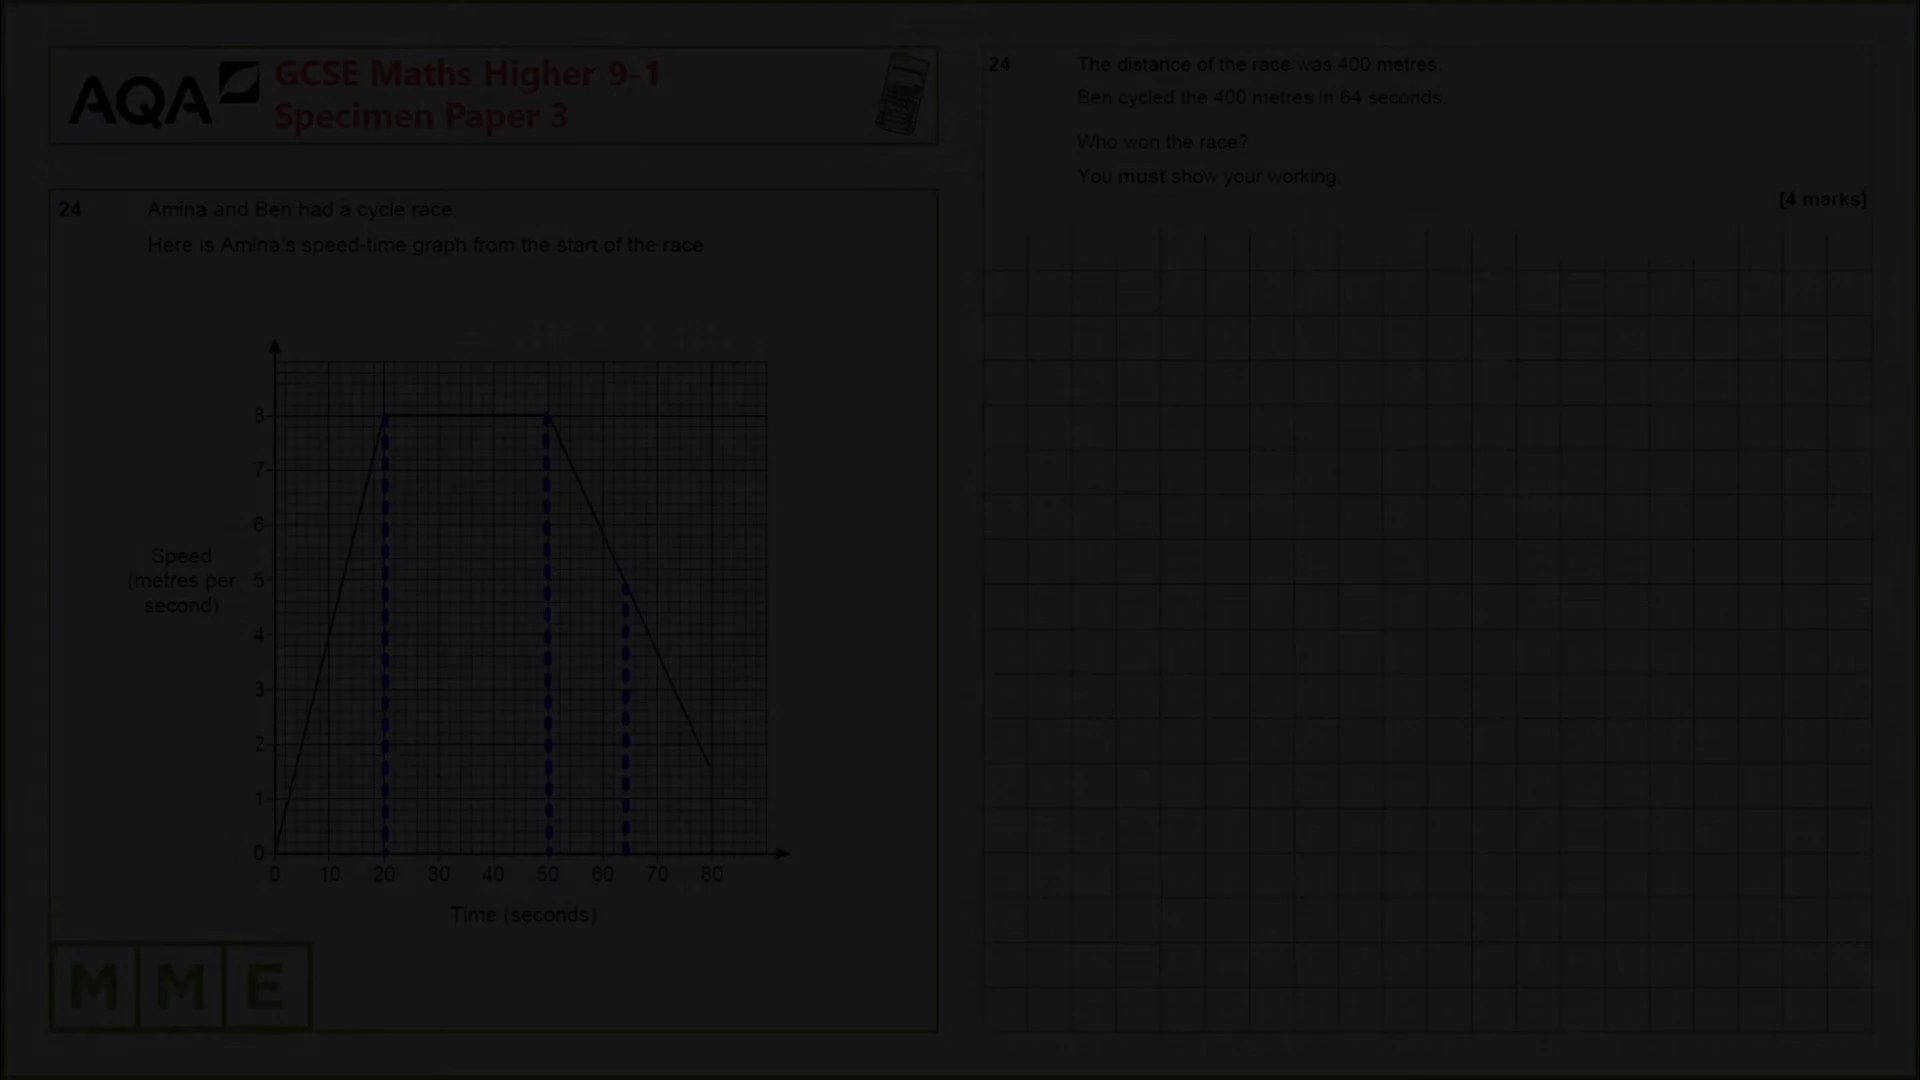 AQA
GCSE Maths Higher 9-1
Specimen Paper 3
24 Amina and Ben had a cycle race.
Here is Amina's speed-time graph from the start of the race
8
7
6
5
4
3
2
1
0
Speed
(metres per
second)
0 10 20 30 40 50 60 70 80
Time (seconds)
MME
24 The distance of the race was 400 metres.
Ben cycled the 400 metres in 64 seconds.
Who won the race?
You must show your working.
[4 marks]